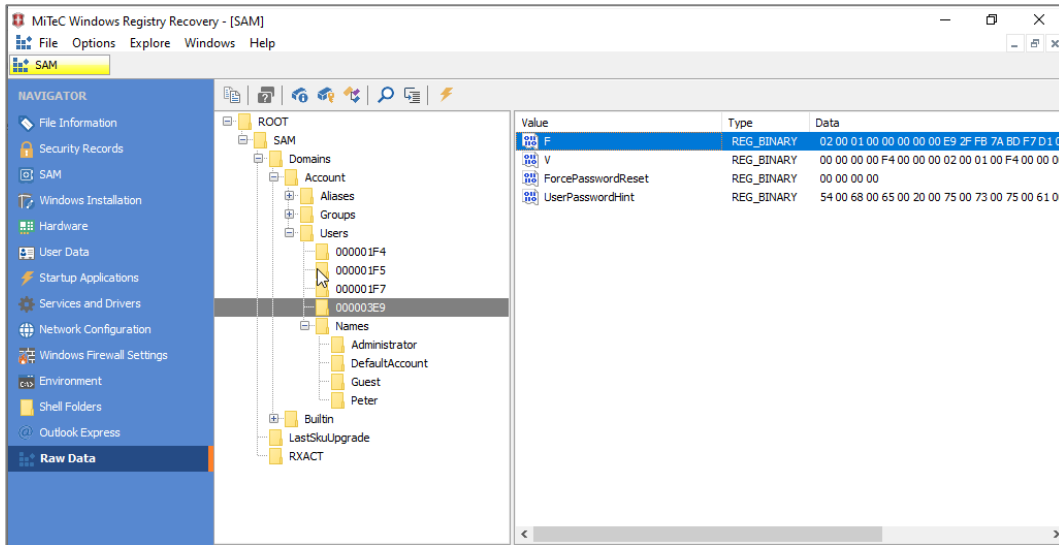 MiTeC Windows Registry Recovery - [SAM]
File Options Explore Windows Help
SAM
NAVIGATOR
File Information
Security Records
SAM
Windows Installation
Hardware
User Data
Startup Applications
Services and Drivers
Network Configuration
Windows Firewall Settings
Environment
Shell Folders
Outlook Express
Raw Data
ROOT
SAM
Domains
Account
Aliases
Groups
Users
000001F4
000001F5
000001F7
000003E9
Names
Administrator
DefaultAccount
Guest
Peter
Builtin
LastSkuUpgrade
RXACT
Value Type Data
F REG_BINARY 02 00 01 00 00 00 00 00 E9 2F FB 7A BD F7 D1 0
V REG_BINARY 00 00 00 00 F4 00 00 00 02 00 01 00 F4 00 00 0
ForcePasswordReset REG_BINARY 00 00 00 00
UserPasswordHint REG_BINARY 54 00 68 00 65 00 20 00 75 00 73 00 75 00 61 0